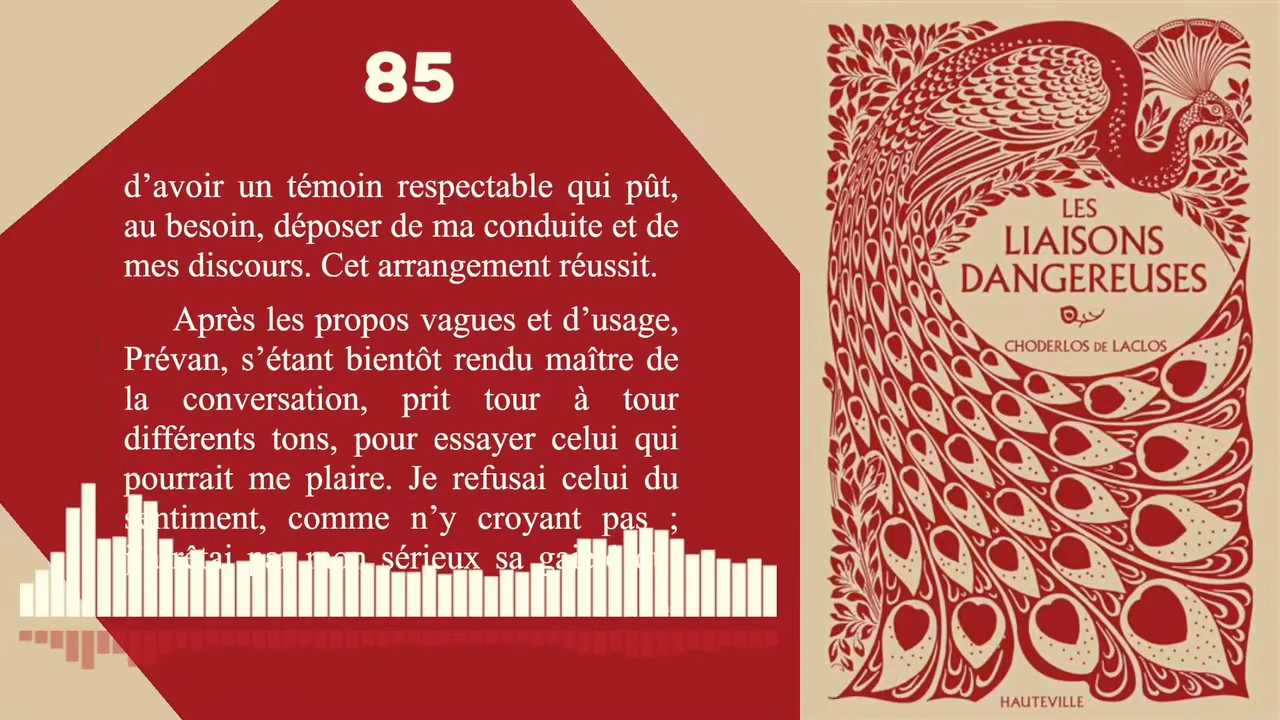 85
d’avoir un témoin respectable qui pût,
au besoin, déposer de ma conduite et de
mes discours. Cet arrangement réussit.
Après les propos vagues et d’usage,
Prévan, s’étant bientôt rendu maître de
la conversation, prit tour à tour
différents tons, pour essayer celui qui
pourrait me plaire. Je refusai celui du
sentiment, comme n’y croyant pas ;
mon sérieux sa
LES
LIAISONS
DANGEREUSES
CHODERLOS DE LACLOS
HAUTEVILLE